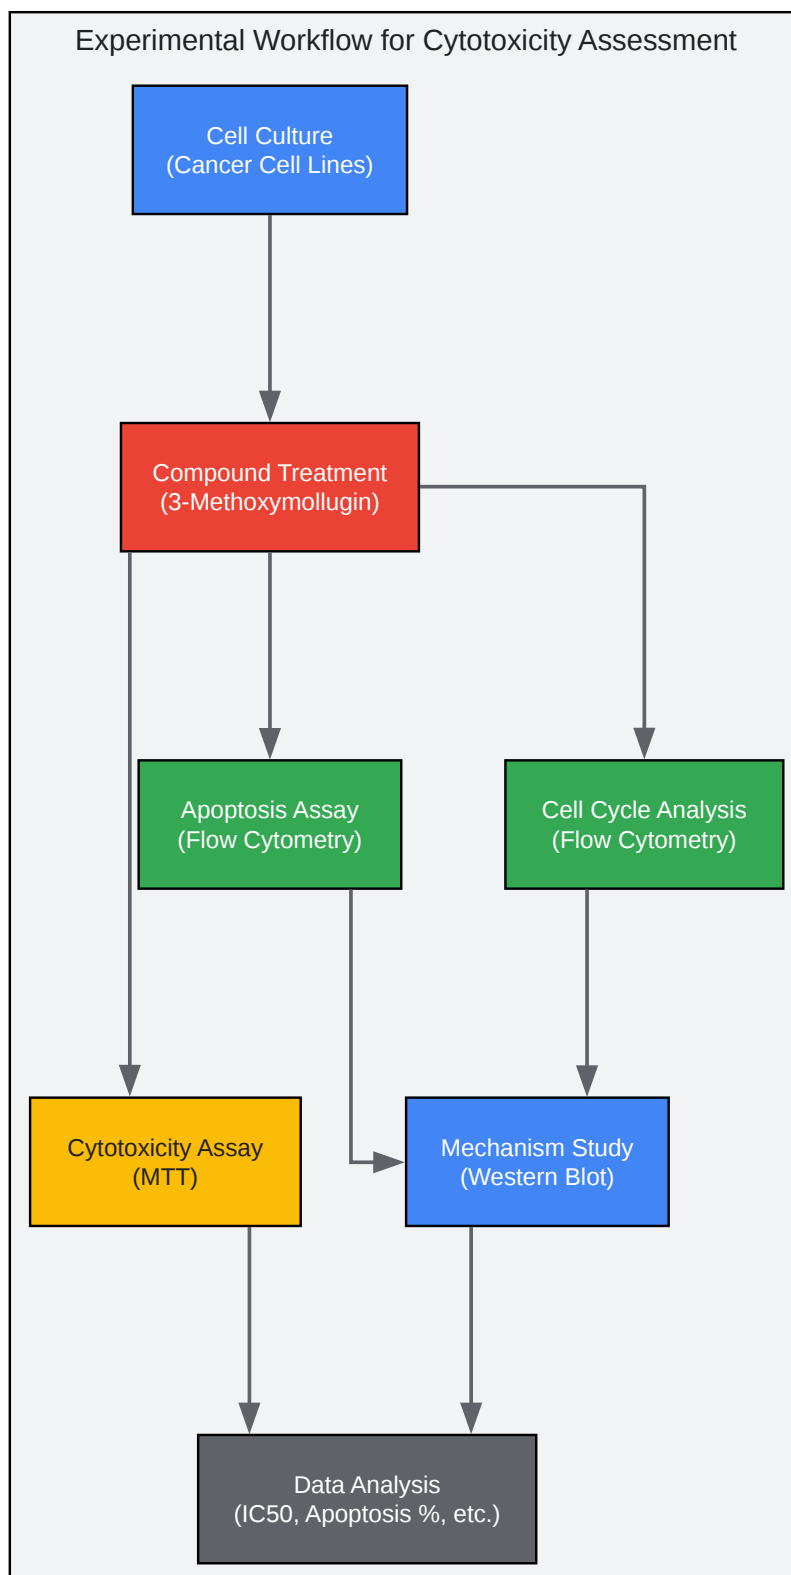 Experimental Workflow for Cytotoxicity Assessment
Cell Culture
(Cancer Cell Lines)
Compound Treatment
(3-Methoxymollugin)
Apoptosis Assay
(Flow Cytometry)
Cell Cycle Analysis
(Flow Cytometry)
Cytotoxicity Assay
(MTT)
Mechanism Study
(Western Blot)
Data Analysis
(IC50, Apoptosis %, etc.)